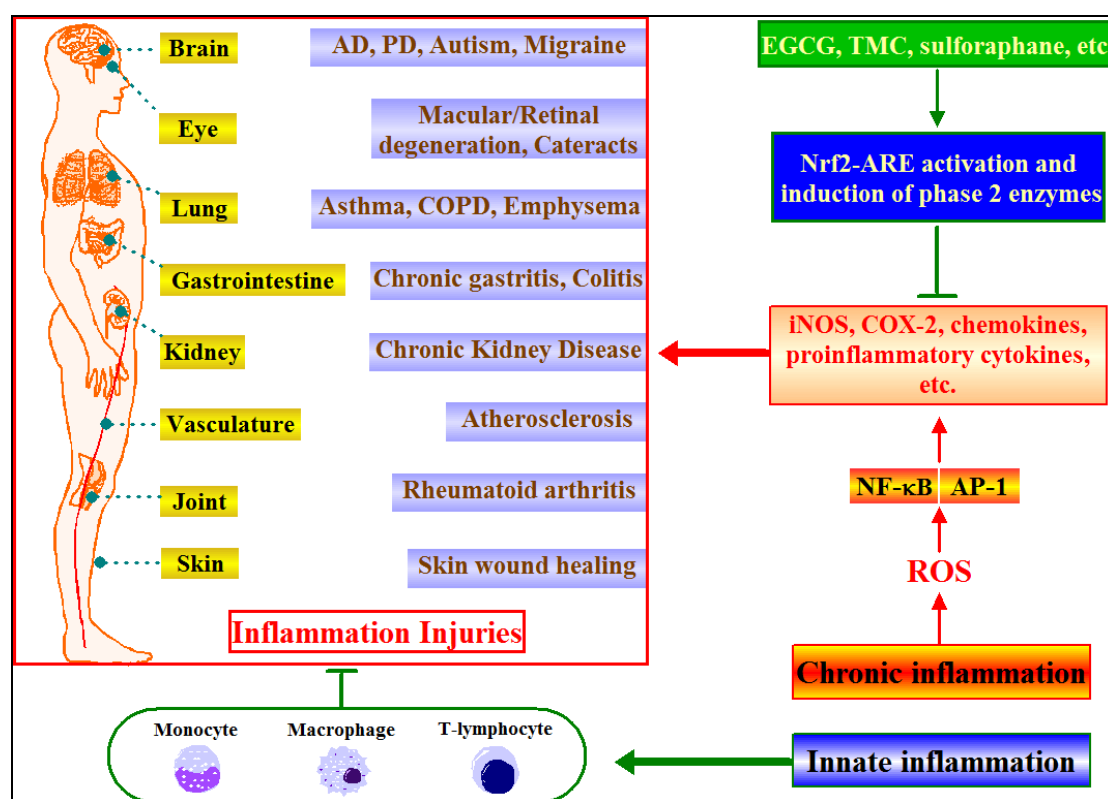 Brain
AD, PD, Autism, Migraine
Eye
Macular/Retinal
degeneration, Cateracts
Lung
Asthma, COPD, Emphysema
Gastrointestine
Chronic gastritis, Colitis
Kidney
Chronic Kidney Disease
Vasculature
Atherosclerosis
Joint
Rheumatoid arthritis
Skin
Skin wound healing
Inflammation Injuries
EGCG, TMC, sulforaphane, etc
Nrf2-ARE activation and
induction of phase 2 enzymes
iNOS, COX-2, chemokines,
proinflammatory cytokines,
etc.
NF-κB AP-1
ROS
Chronic inflammation
Innate inflammation
Monocyte Macrophage T-lymphocyte